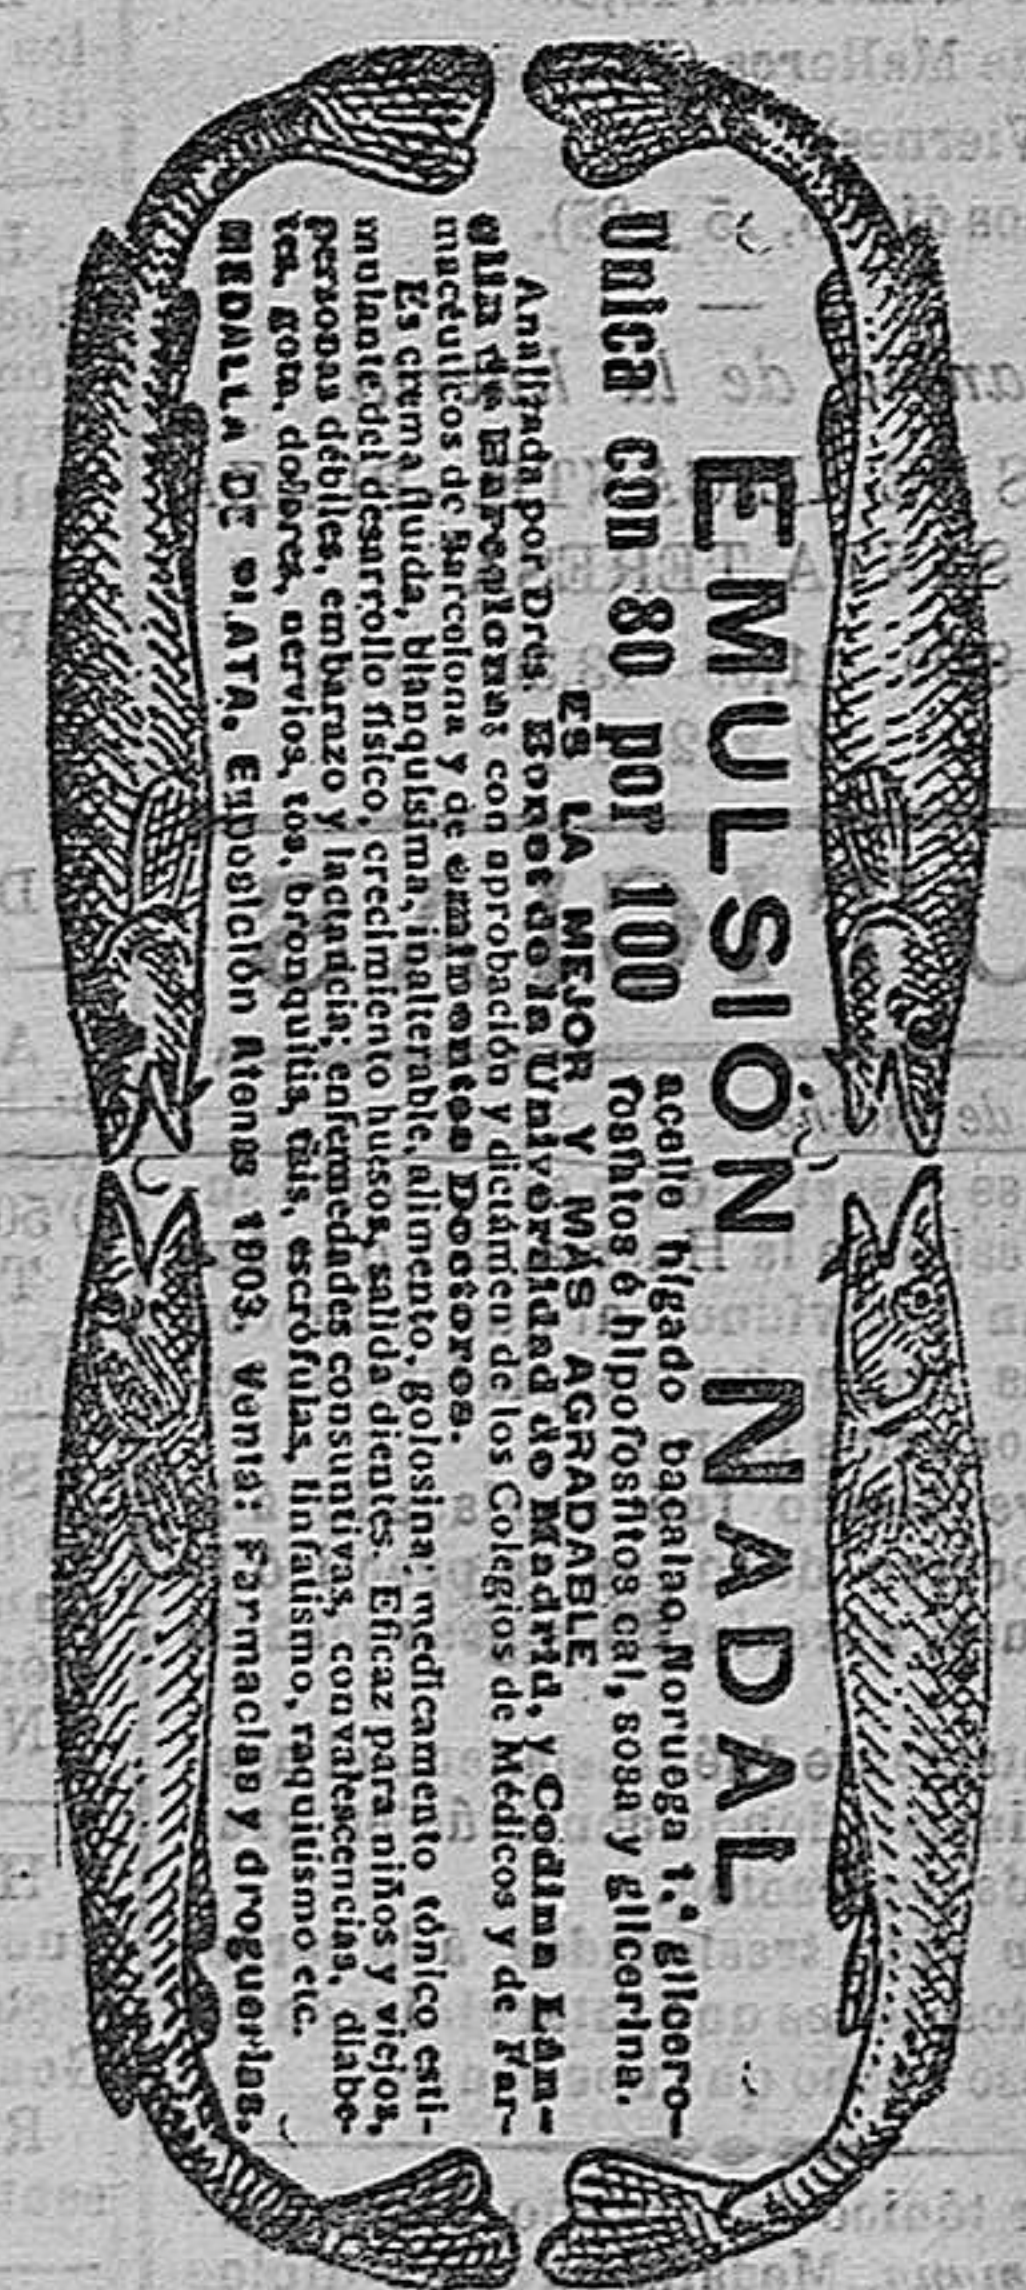 EMULSIÓN NADAL
Unica con 80 por 100
aceite hígado bacalao Noruega 1.ª glicero-
fosfatos é hipofosfitos cal, sosa y glicerina.
ES LA MEJOR Y MÁS AGRADABLE
Analizada por Dres. Bonet de la Universidad de Madrid, y Codina Län-
glin de Barcelona; con aprobación y dictámen de los Colegios de Médicos y de Far-
macéuticos de Barcelona y de eminentes Doctores.
Es crema fluida, blanquísima, inalterable, alimento, golosina; medicamento tónico esti-
mulante del desarrollo físico, crecimiento huesos, salida dientes. Eficaz para niños y viejos,
personas débiles, embarazo y lactancia; enfermedades consuntivas, convalescencias, diabe-
tes, gota, dolores, nervios, tos, bronquitis, tisis, escrófulas, linfatismo, raquitismo etc.
MEDALLA DE PLATA, Exposición Atenas 1903. Venta: Farmacias y droguerías.